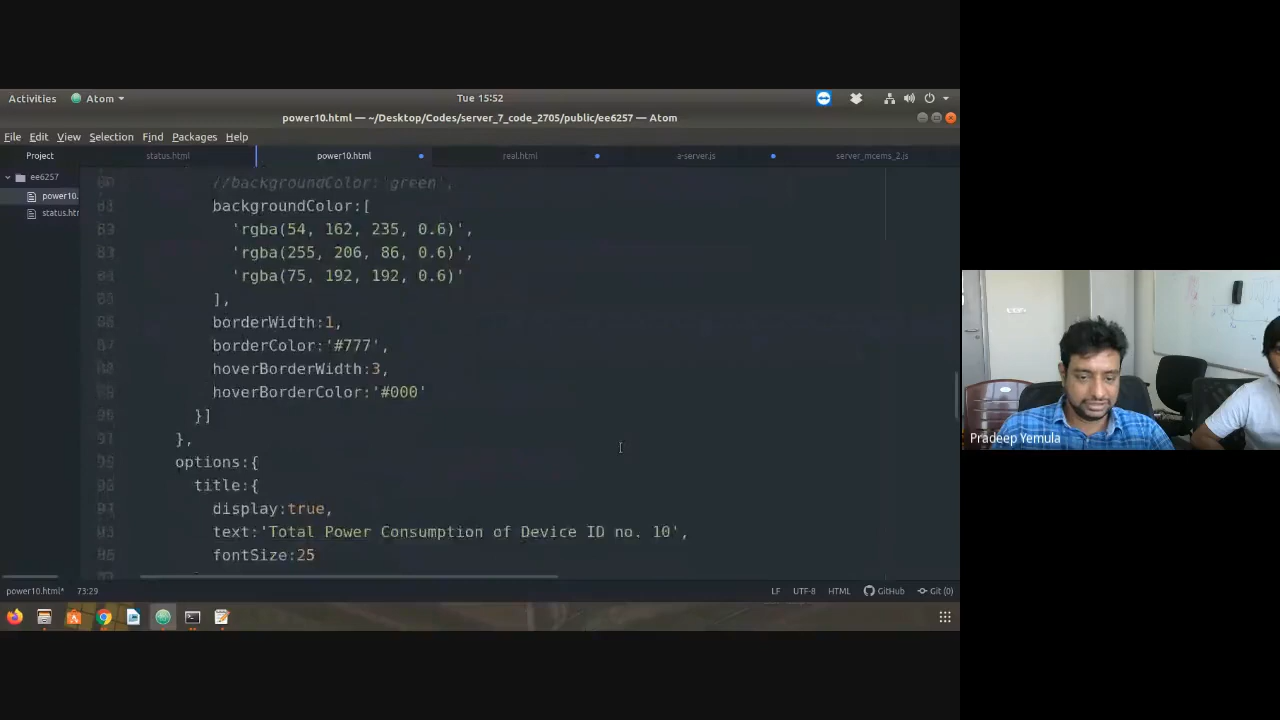 Activities Atom Tue 15:52
power10.html — ~/Desktop/Codes/server_7_code_2705/public/ee6257 — Atom
File Edit View Selection Find Packages Help
Project status.html power10.html real.html a-server.js server_mcems_2.js
ee6257
power10.
status.htm
//backgroundColor:'green',
backgroundColor:[
'rgba(54, 162, 235, 0.6)',
'rgba(255, 206, 86, 0.6)',
'rgba(75, 192, 192, 0.6)'
],
borderWidth:1,
borderColor:'#777',
hoverBorderWidth:3,
hoverBorderColor:'#000'
}]
},
options:{
title:{
display:true,
text:'Total Power Consumption of Device ID no. 10',
fontSize:25
power10.html* 73:29 LF UTF-8 HTML GitHub Git (0)
Pradeep Yemula